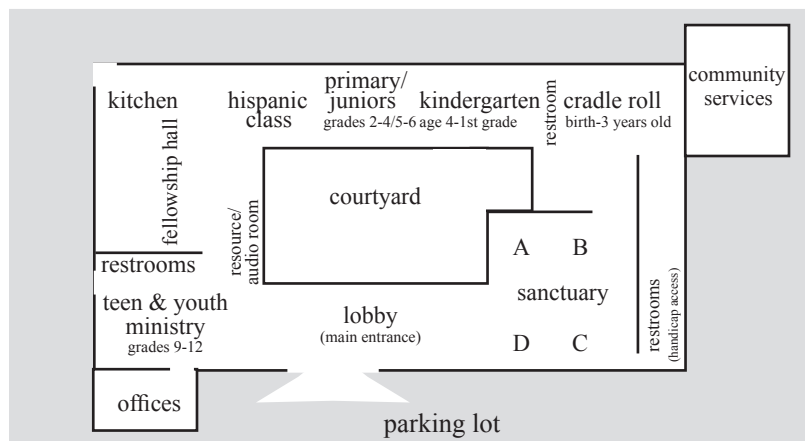 kitchen
hispanic
class
primary/
juniors
grades 2-4/5-6
kindergarten
age 4-1st grade
restroom
cradle roll
birth-3 years old
community
services
fellowship hall
courtyard
resource/
audio room
restrooms
A B
sanctuary
D C
restrooms
(handicap access)
teen & youth
ministry
grades 9-12
lobby
(main entrance)
offices
parking lot